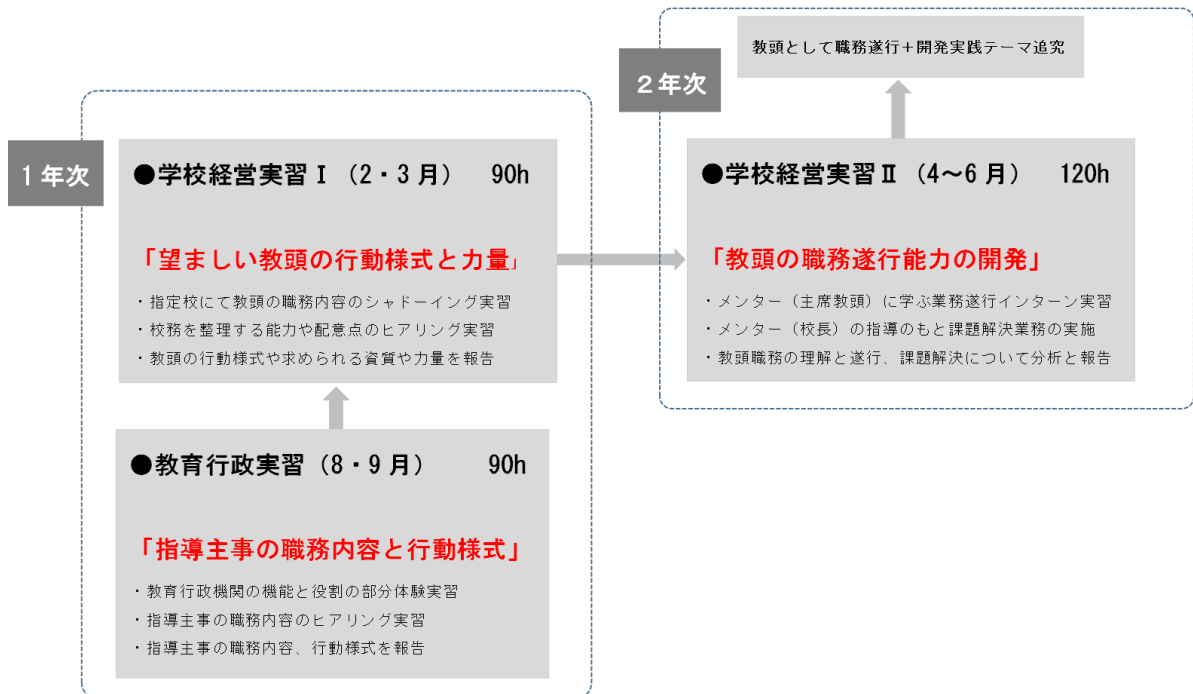 1年次
●学校経営実習Ⅰ（2・3月） 90h
「望ましい教頭の行動様式と力量」
・指定校にて教頭の職務内容のシャドーイング実習
・校務を整理する能力や配意点のヒアリング実習
・教頭の行動様式や求められる資質や力量を報告
●教育行政実習（8・9月） 90h
「指導主事の職務内容と行動様式」
・教育行政機関の機能と役割の部分体験実習
・指導主事の職務内容のヒアリング実習
・指導主事の職務内容、行動様式を報告
２年次
教頭として職務遂行＋開発実践テーマ追究
●学校経営実習Ⅱ（4～6月） 120h
「教頭の職務遂行能力の開発」
・メンター（主席教頭）に学ぶ業務遂行インターン実習
・メンター（校長）の指導のもと課題解決業務の実施
・教頭職務の理解と遂行、課題解決について分析と報告